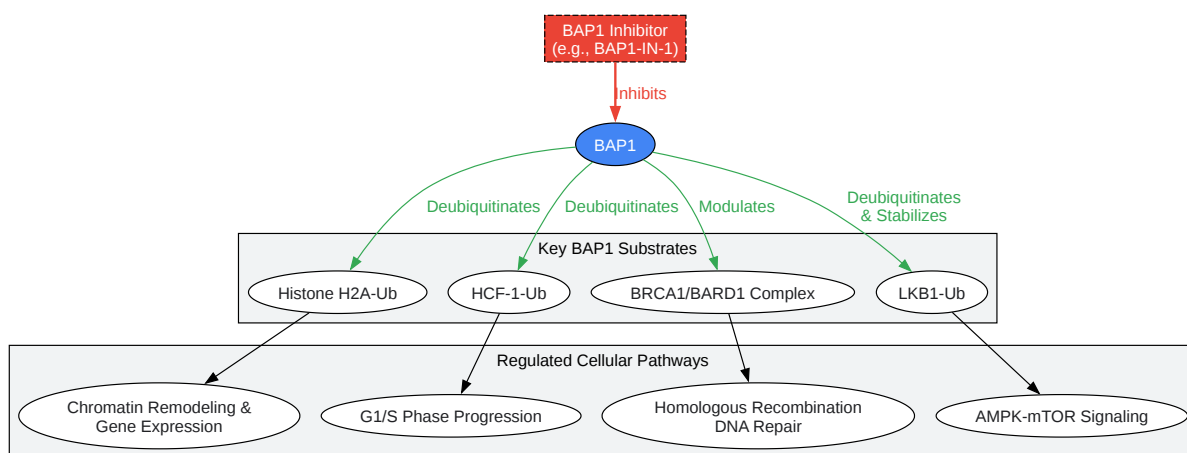 BAP1 Inhibitor
(e.g., BAP1-IN-1)
Inhibits
BAP1
Deubiquitinates
Deubiquitinates
Modulates
Deubiquitinates
& Stabilizes
Key BAP1 Substrates
Histone H2A-Ub
HCF-1-Ub
BRCA1/BARD1 Complex
LKB1-Ub
Regulated Cellular Pathways
Chromatin Remodeling &
Gene Expression
G1/S Phase Progression
Homologous Recombination
DNA Repair
AMPK-mTOR Signaling